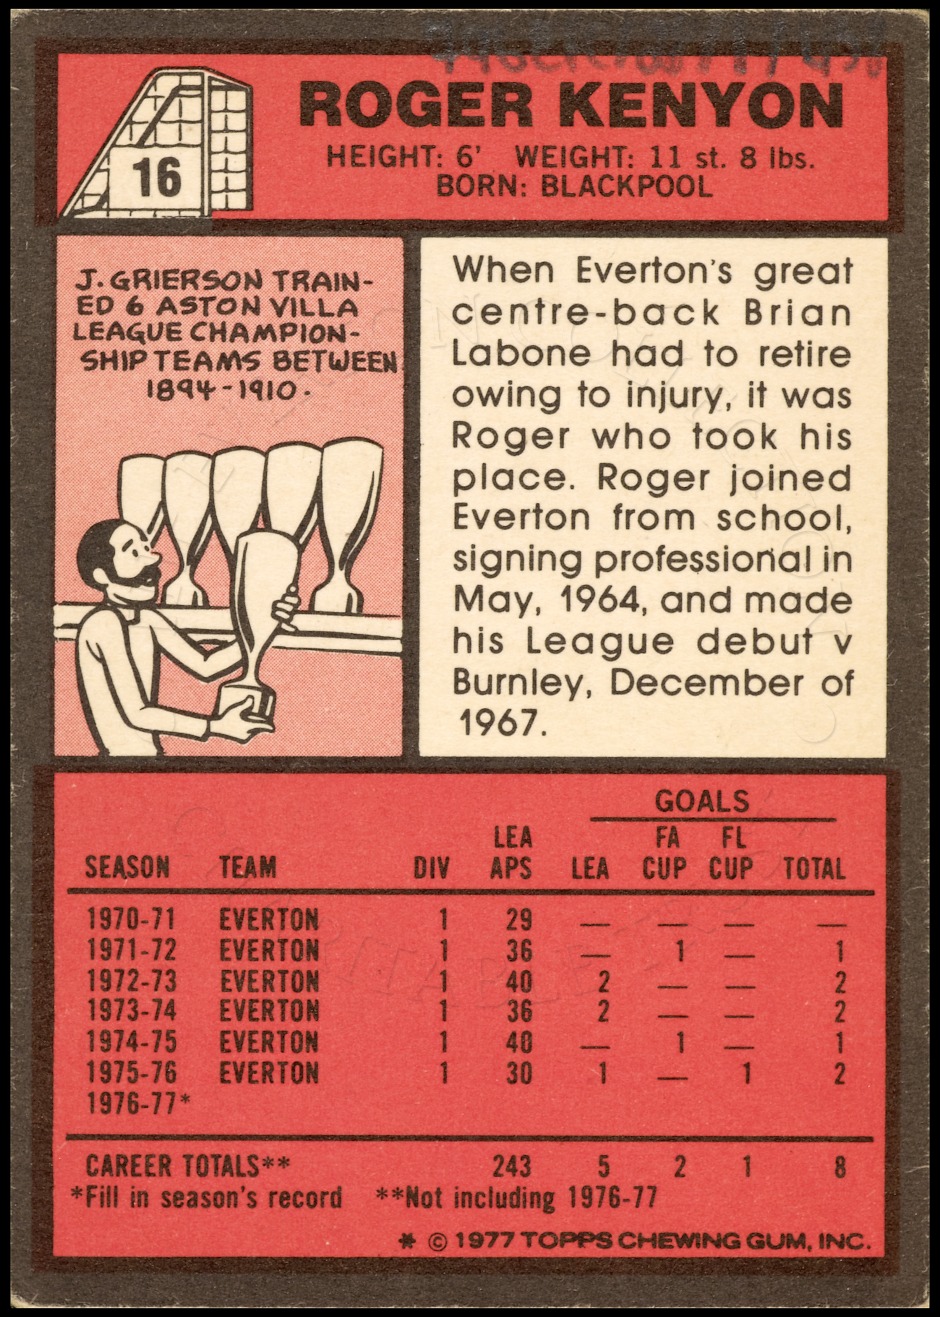 16
ROGER KENYON
HEIGHT: 6' WEIGHT: 11 st. 8 lbs.
BORN: BLACKPOOL
J. GRIERSON TRAIN-
ED 6 ASTON VILLA
LEAGUE CHAMPION-
SHIP TEAMS BETWEEN
1894-1910.
When Everton's great
centre-back Brian
Labone had to retire
owing to injury, it was
Roger who took his
place. Roger joined
Everton from school,
signing professional in
May, 1964, and made
his League debut v
Burnley, December of
1967.
GOALS
LEA FA FL
SEASON TEAM DIV APS LEA CUP CUP TOTAL
1970-71 EVERTON 1 29 — — — —
1971-72 EVERTON 1 36 — 1 — 1
1972-73 EVERTON 1 40 2 — — 2
1973-74 EVERTON 1 36 2 — — 2
1974-75 EVERTON 1 40 — 1 — 1
1975-76 EVERTON 1 30 1 — 1 2
1976-77*
CAREER TOTALS** 243 5 2 1 8
*Fill in season's record **Not including 1976-77
* © 1977 TOPPS CHEWING GUM, INC.